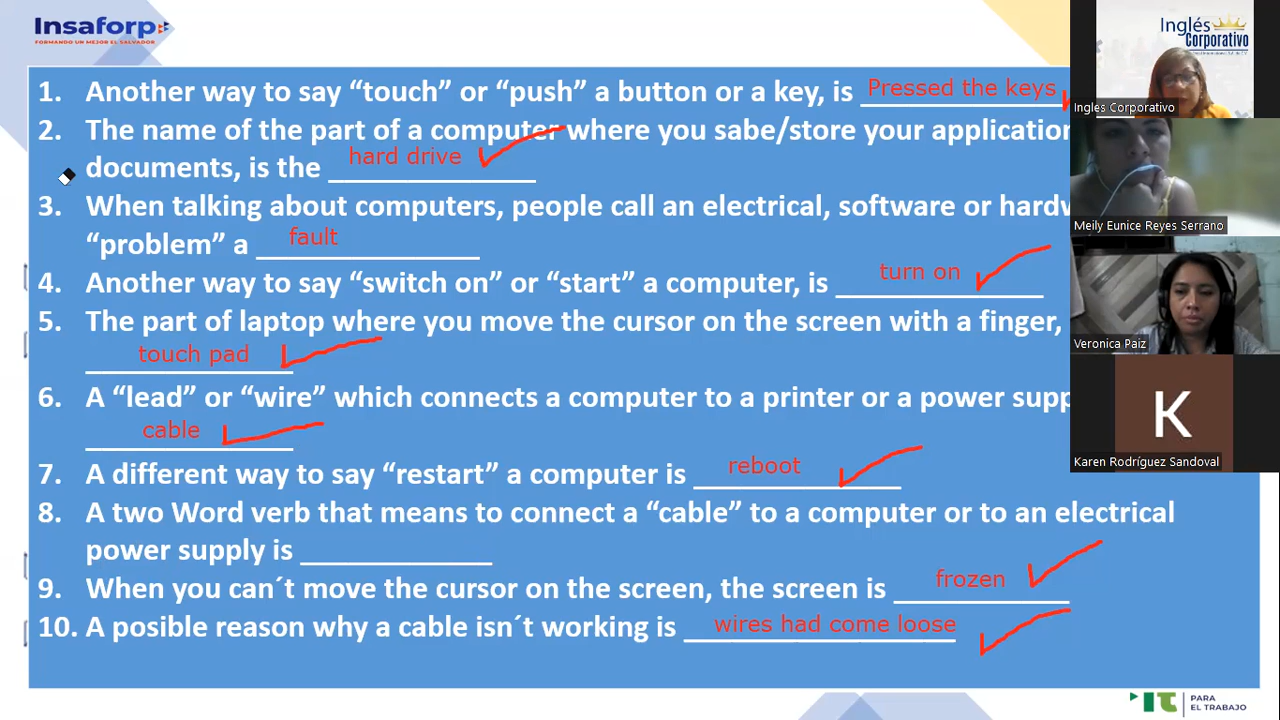 Insaforp
FORMANDO UN MEJOR EL SALVADOR
1. Another way to say “touch” or “push” a button or a key, is Pressed the keys
2. The name of the part of a computer where you sabe/store your application
documents, is the hard drive
3. When talking about computers, people call an electrical, software or hardw
“problem” a fault
4. Another way to say “switch on” or “start” a computer, is turn on
5. The part of laptop where you move the cursor on the screen with a finger,
touch pad
6. A “lead” or “wire” which connects a computer to a printer or a power supp
cable
7. A different way to say “restart” a computer is reboot
8. A two Word verb that means to connect a “cable” to a computer or to an electrical
power supply is
9. When you can´t move the cursor on the screen, the screen is frozen
10. A posible reason why a cable isn´t working is wires had come loose
Inglés
Corporativo
Ingles Corporativo
Meily Eunice Reyes Serrano
Veronica Paiz
K
Karen Rodríguez Sandoval
IT PARA
EL TRABAJO